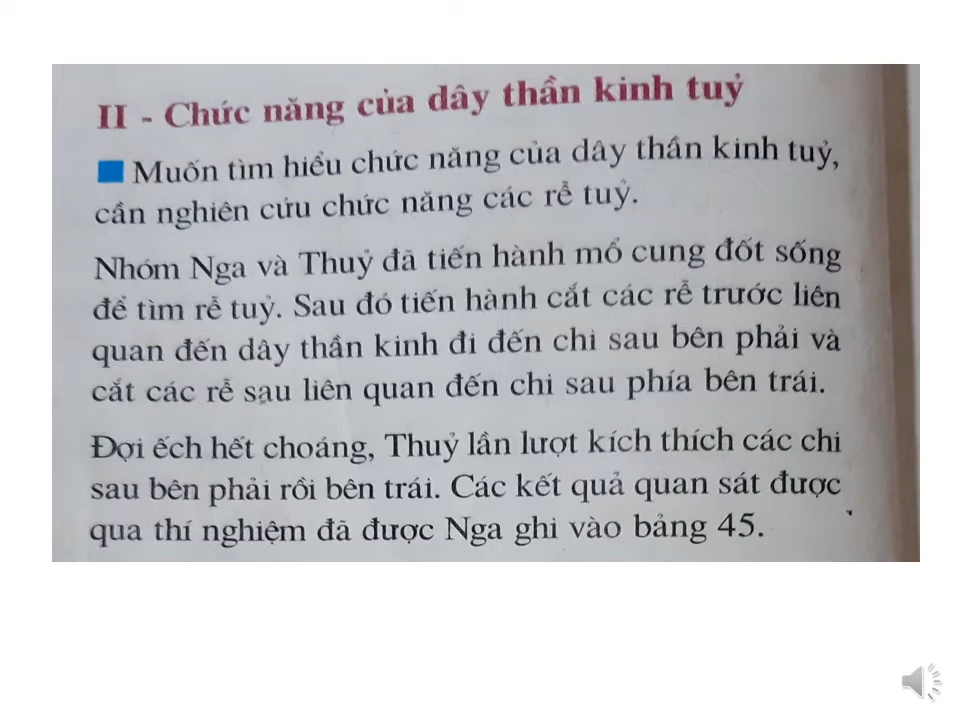 II - Chức năng của dây thần kinh tuỷ
Muốn tìm hiểu chức năng của dây thần kinh tuỷ,
cần nghiên cứu chức năng các rễ tuỷ.
Nhóm Nga và Thuỷ đã tiến hành mổ cung đốt sống
để tìm rễ tuỷ. Sau đó tiến hành cắt các rễ trước liên
quan đến dây thần kinh đi đến chi sau bên phải và
cắt các rễ sau liên quan đến chi sau phía bên trái.
Đợi ếch hết choáng, Thuỷ lần lượt kích thích các chi
sau bên phải rồi bên trái. Các kết quả quan sát được
qua thí nghiệm đã được Nga ghi vào bảng 45.